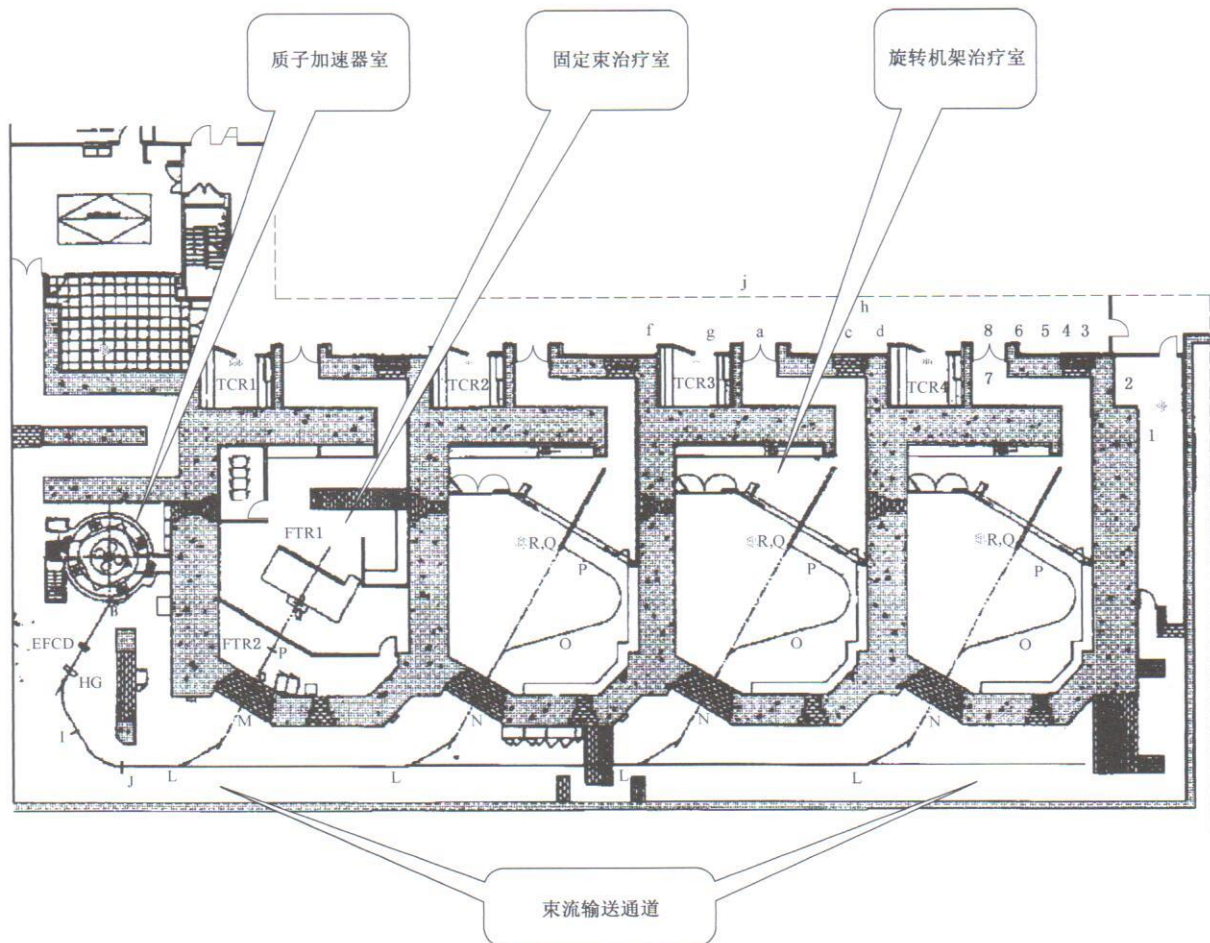 质子加速器室
固定束治疗室
旋转机架治疗室
j
h
f g a c d 8 6 5 4 3
TCR1 TCR2 TCR3 TCR4 7 2
1
FTR1 R,Q R,Q R,Q
P P P
B
EFCD FTR2 P O O O
HG
M N N N
I
J L L L L
束流输送通道